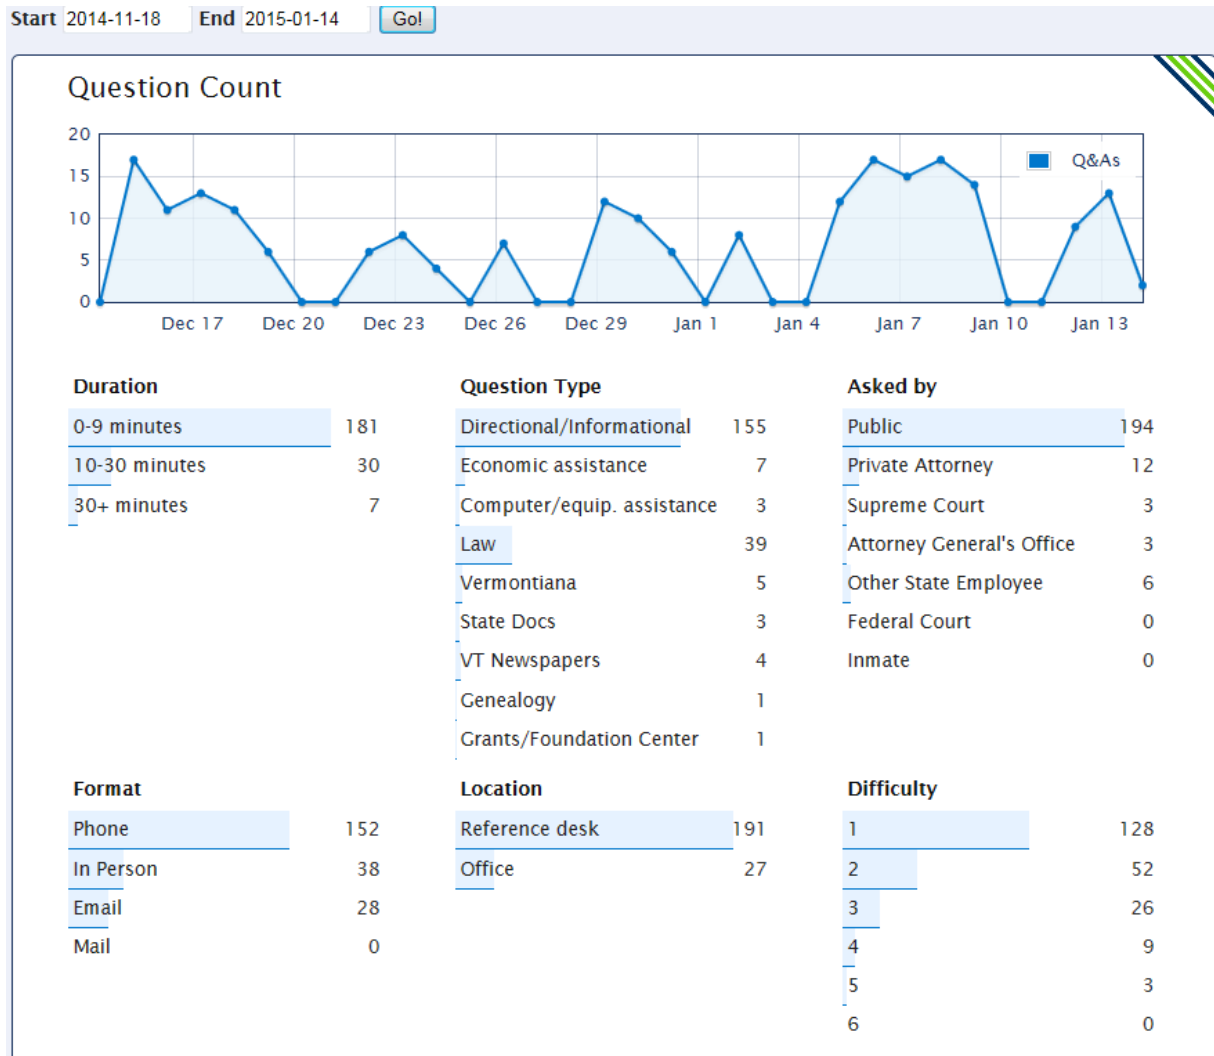 Start 2014-11-18 End 2015-01-14 Go!
Question Count
20
15
10
5
0
Q&As
Dec 17 Dec 20 Dec 23 Dec 26 Dec 29 Jan 1 Jan 4 Jan 7 Jan 10 Jan 13
Duration
0-9 minutes 181
10-30 minutes 30
30+ minutes 7
Question Type
Directional/Informational 155
Economic assistance 7
Computer/equip. assistance 3
Law 39
Vermontiana 5
State Docs 3
VT Newspapers 4
Genealogy 1
Grants/Foundation Center 1
Asked by
Public 194
Private Attorney 12
Supreme Court 3
Attorney General's Office 3
Other State Employee 6
Federal Court 0
Inmate 0
Format
Phone 152
In Person 38
Email 28
Mail 0
Location
Reference desk 191
Office 27
Difficulty
1 128
2 52
3 26
4 9
5 3
6 0